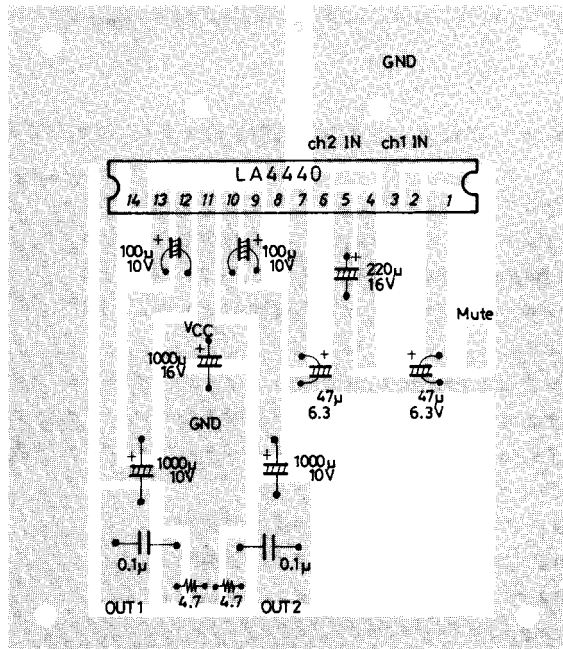 GND
ch2 IN ch1 IN
LA4440
14 13 12 11 10 9 8 7 6 5 4 3 2 1
+ +
100µ 10V
100µ 10V
+
220µ 16V
Mute
VCC
+
1000µ 16V
+
47µ 6.3
+
47µ 6.3V
GND
+
1000µ 10V
+
1000µ 10V
0.1µ
0.1µ
4.7 4.7
OUT1 OUT2